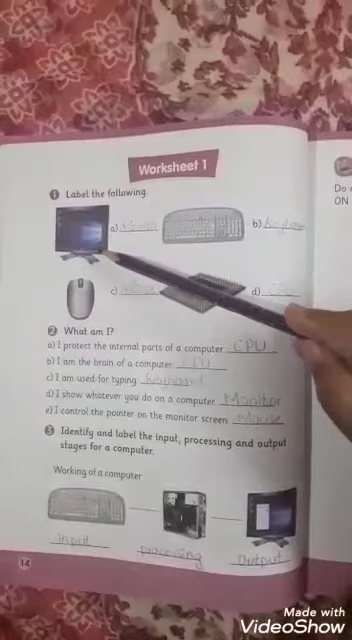 Worksheet 1
1 Label the following.
a)
b) Keyboard
c) Mouse
d) CPU
2 What am I?
a) I protect the internal parts of a computer CPU
b) I am the brain of a computer
c) I am used for typing Keyboard
d) I show whatever you do on a computer Monitor
e) I control the pointer on the monitor screen Mouse
3 Identify and label the input, processing and output
stages for a computer.
Working of a computer
Input processing Output
14
Do
ON
Made with
VideoShow